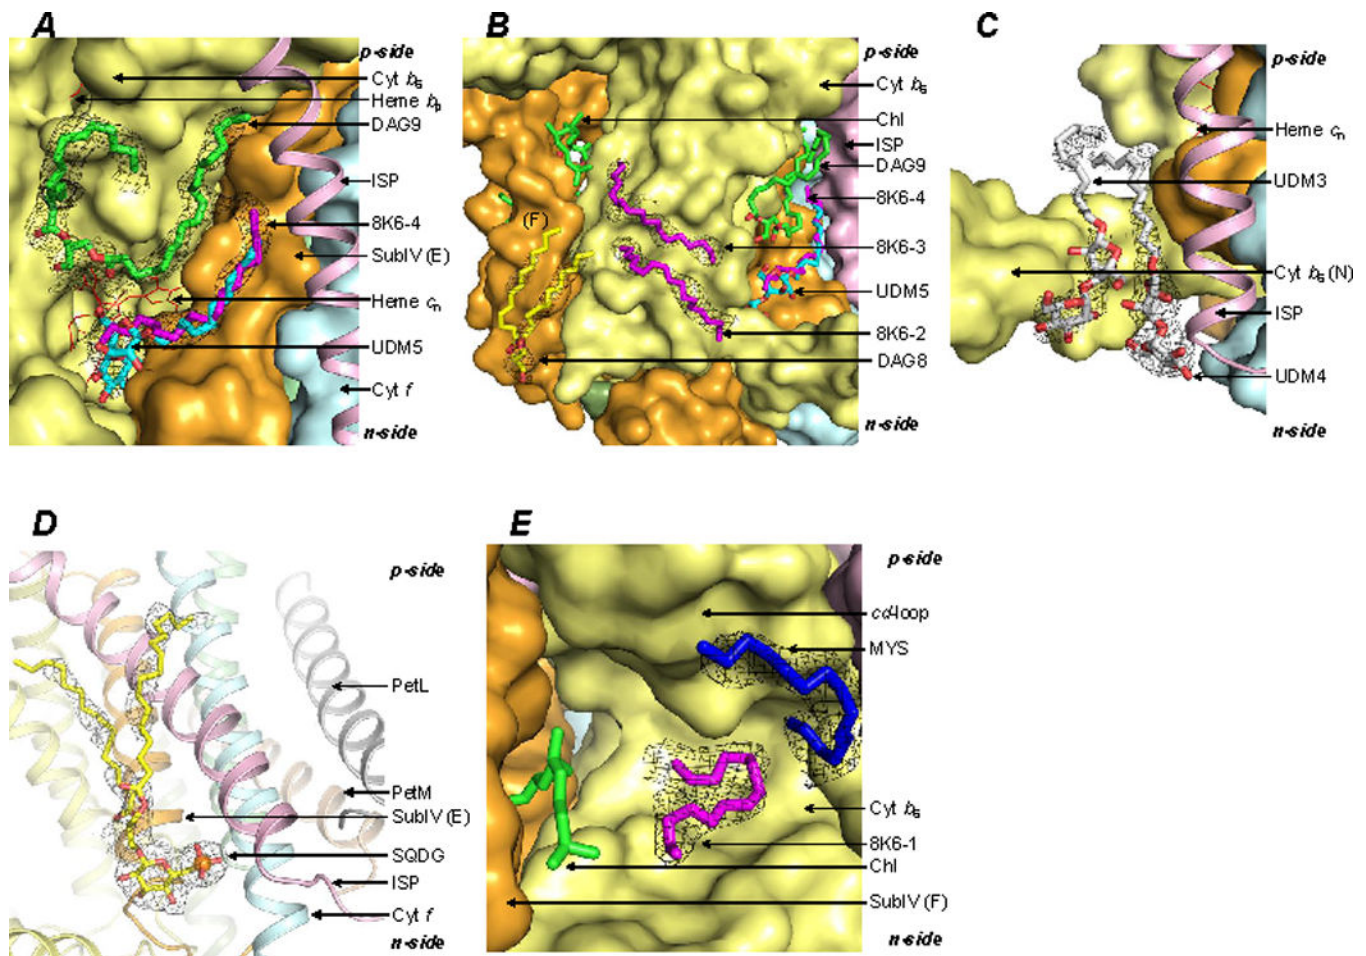 A
p-side
Cyt b6
Heme bp
DAG9
ISP
8K6-4
SubIV (E)
Heme cn
UDM5
Cyt f
n-side
B
p-side
Cyt b6
Chl
ISP
DAG9
8K6-4
(F)
8K6-3
UDM5
8K6-2
DAG8
n-side
C
p-side
Heme cn
UDM3
Cyt b6 (N)
ISP
UDM4
n-side
D
p-side
PetL
PetM
SubIV (E)
SQDG
ISP
Cyt f
n-side
E
p-side
cd-loop
MYS
Cyt b6
8K6-1
Chl
SubIV (F)
n-side